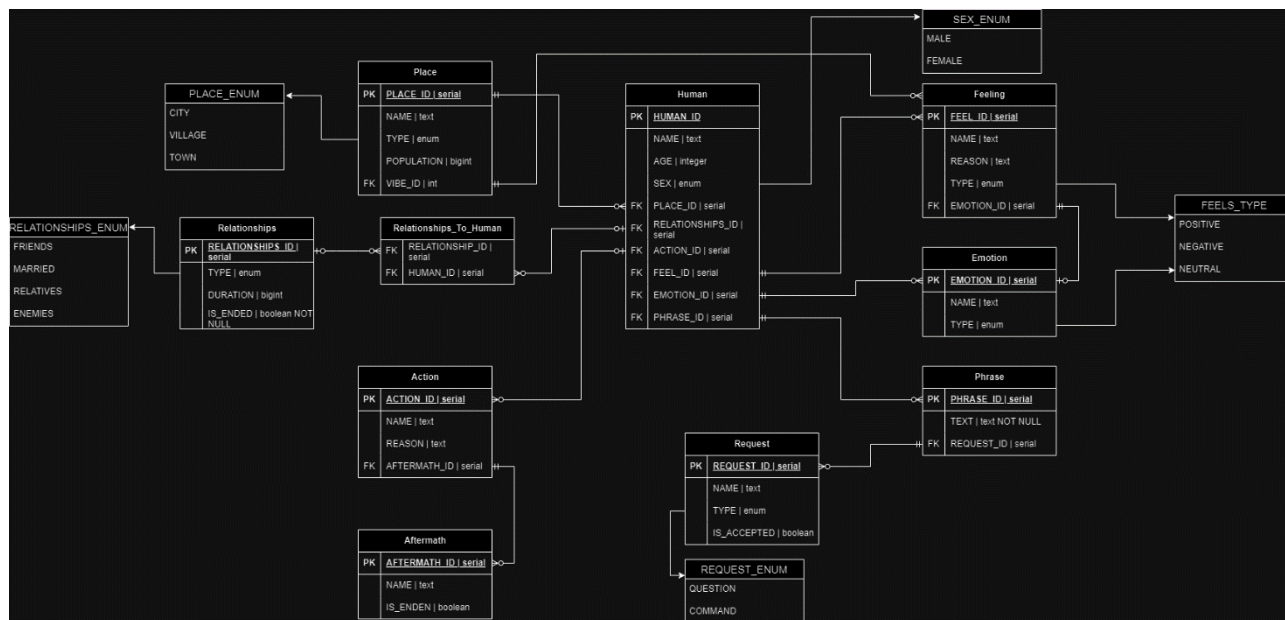 SEX_ENUM
MALE
FEMALE
Place
PK PLACE_ID | serial
NAME | text
TYPE | enum
POPULATION | bigint
FK VIBE_ID | int
PLACE_ENUM
CITY
VILLAGE
TOWN
Human
PK HUMAN_ID
NAME | text
AGE | integer
SEX | enum
FK PLACE_ID | serial
FK RELATIONSHIPS_ID |
serial
FK ACTION_ID | serial
FK FEEL_ID | serial
FK EMOTION_ID | serial
FK PHRASE_ID | serial
Feeling
PK FEEL_ID | serial
NAME | text
REASON | text
TYPE | enum
FK EMOTION_ID | serial
FEELS_TYPE
POSITIVE
NEGATIVE
NEUTRAL
RELATIONSHIPS_ENUM
FRIENDS
MARRIED
RELATIVES
ENEMIES
Relationships
PK RELATIONSHIPS_ID |
serial
TYPE | enum
DURATION | bigint
IS_ENDED | boolean NOT
NULL
Relationships_To_Human
FK RELATIONSHIP_ID |
serial
FK HUMAN_ID | serial
Emotion
PK EMOTION_ID | serial
NAME | text
TYPE | enum
Action
PK ACTION_ID | serial
NAME | text
REASON | text
FK AFTERMATH_ID | serial
Phrase
PK PHRASE_ID | serial
TEXT | text NOT NULL
FK REQUEST_ID | serial
Request
PK REQUEST_ID | serial
NAME | text
TYPE | enum
IS_ACCEPTED | boolean
Aftermath
PK AFTERMATH_ID | serial
NAME | text
IS_ENDEN | boolean
REQUEST_ENUM
QUESTION
COMMAND